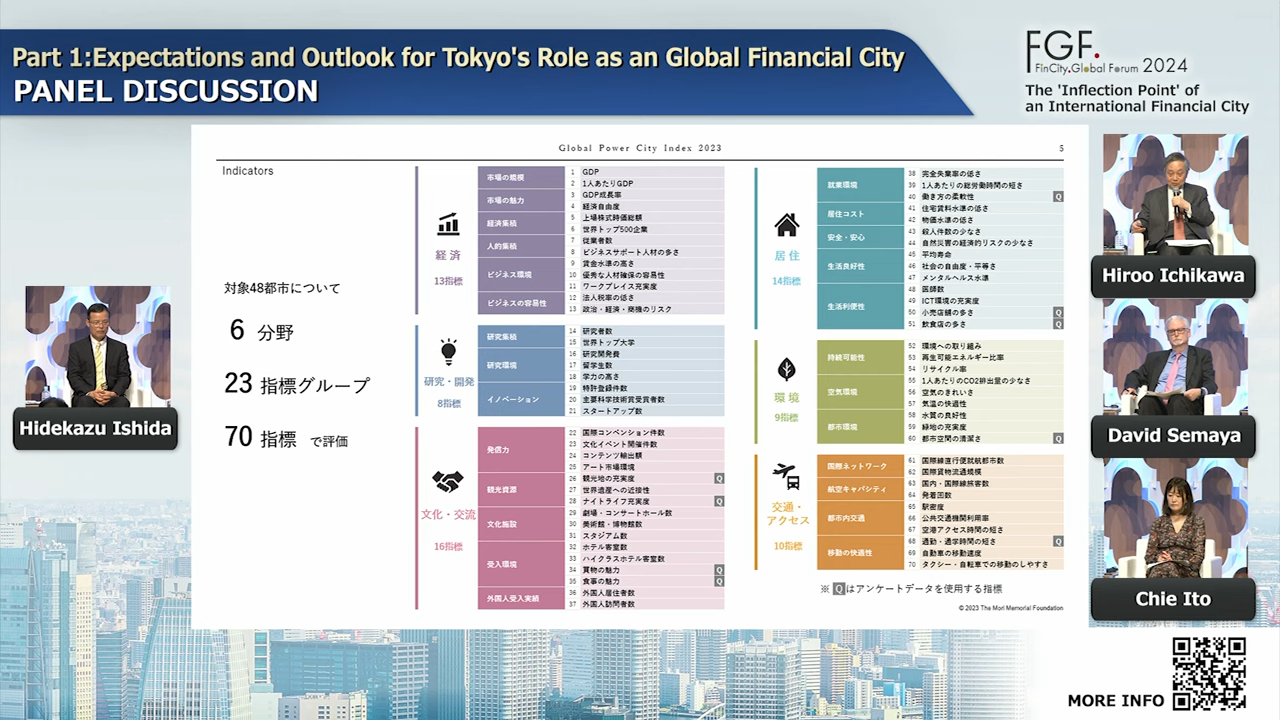 Part 1:Expectations and Outlook for Tokyo's Role as an Global Financial City
PANEL DISCUSSION
FGF.
FinCity.Global Forum 2024
The 'Inflection Point' of
an International Financial City
Global Power City Index 2023
5
Indicators
対象48都市について
6 分野
23 指標グループ
70 指標 で評価
経済
13指標
市場の規模
市場の魅力
経済集積
人的集積
ビジネス環境
ビジネスの容易性
1 GDP
2 1人あたりGDP
3 GDP成長率
4 経済自由度
5 上場株式時価総額
6 世界トップ500企業
7 従業者数
8 ビジネスサポート人材の多さ
9 賃金水準の高さ
10 優秀な人材確保の容易性
11 ワークプレイス充実度
12 法人税率の低さ
13 政治・経済・商機のリスク
研究・開発
8指標
研究集積
研究環境
イノベーション
14 研究者数
15 世界トップ大学
16 研究開発費
17 留学生数
18 学力の高さ
19 特許登録件数
20 主要科学技術賞受賞者数
21 スタートアップ数
文化・交流
16指標
発信力
観光資源
文化施設
受入環境
外国人受入実績
22 国際コンベンション件数
23 文化イベント開催件数
24 コンテンツ輸出額
25 アート市場環境
26 観光地の充実度 Q
27 世界遺産への近接性
28 ナイトライフ充実度 Q
29 劇場・コンサートホール数
30 美術館・博物館数
31 スタジアム数
32 ホテル客室数
33 ハイクラスホテル客室数
34 買物の魅力 Q
35 食事の魅力 Q
36 外国人居住者数
37 外国人訪問者数
居住
14指標
就業環境
居住コスト
安全・安心
生活良好性
生活利便性
38 完全失業率の低さ
39 1人あたりの総労働時間の短さ
40 働き方の柔軟性 Q
41 住宅賃料水準の低さ
42 物価水準の低さ
43 殺人件数の少なさ
44 自然災害の経済的リスクの少なさ
45 平均寿命
46 社会の自由度・平等さ
47 メンタルヘルス水準
48 医師数
49 ICT環境の充実度
50 小売店舗の多さ Q
51 飲食店の多さ Q
環境
9指標
持続可能性
空気環境
都市環境
52 環境への取り組み
53 再生可能エネルギー比率
54 リサイクル率
55 1人あたりのCO2排出量の少なさ
56 空気のきれいさ
57 気温の快適性
58 水質の良好性
59 緑地の充実度
60 都市空間の清潔さ Q
交通・
アクセス
10指標
国際ネットワーク
航空キャパシティ
都市内交通
移動の快適性
61 国際線直行便就航都市数
62 国際貨物流通規模
63 国内・国際線旅客数
64 発着回数
65 駅密度
66 公共交通機関利用率
67 空港アクセス時間の短さ
68 通勤・通学時間の短さ Q
69 自動車の移動速度
70 タクシー・自転車での移動のしやすさ
※ Qはアンケートデータを使用する指標
© 2023 The Mori Memorial Foundation
Hidekazu Ishida
Hiroo Ichikawa
David Semaya
Chie Ito
MORE INFO